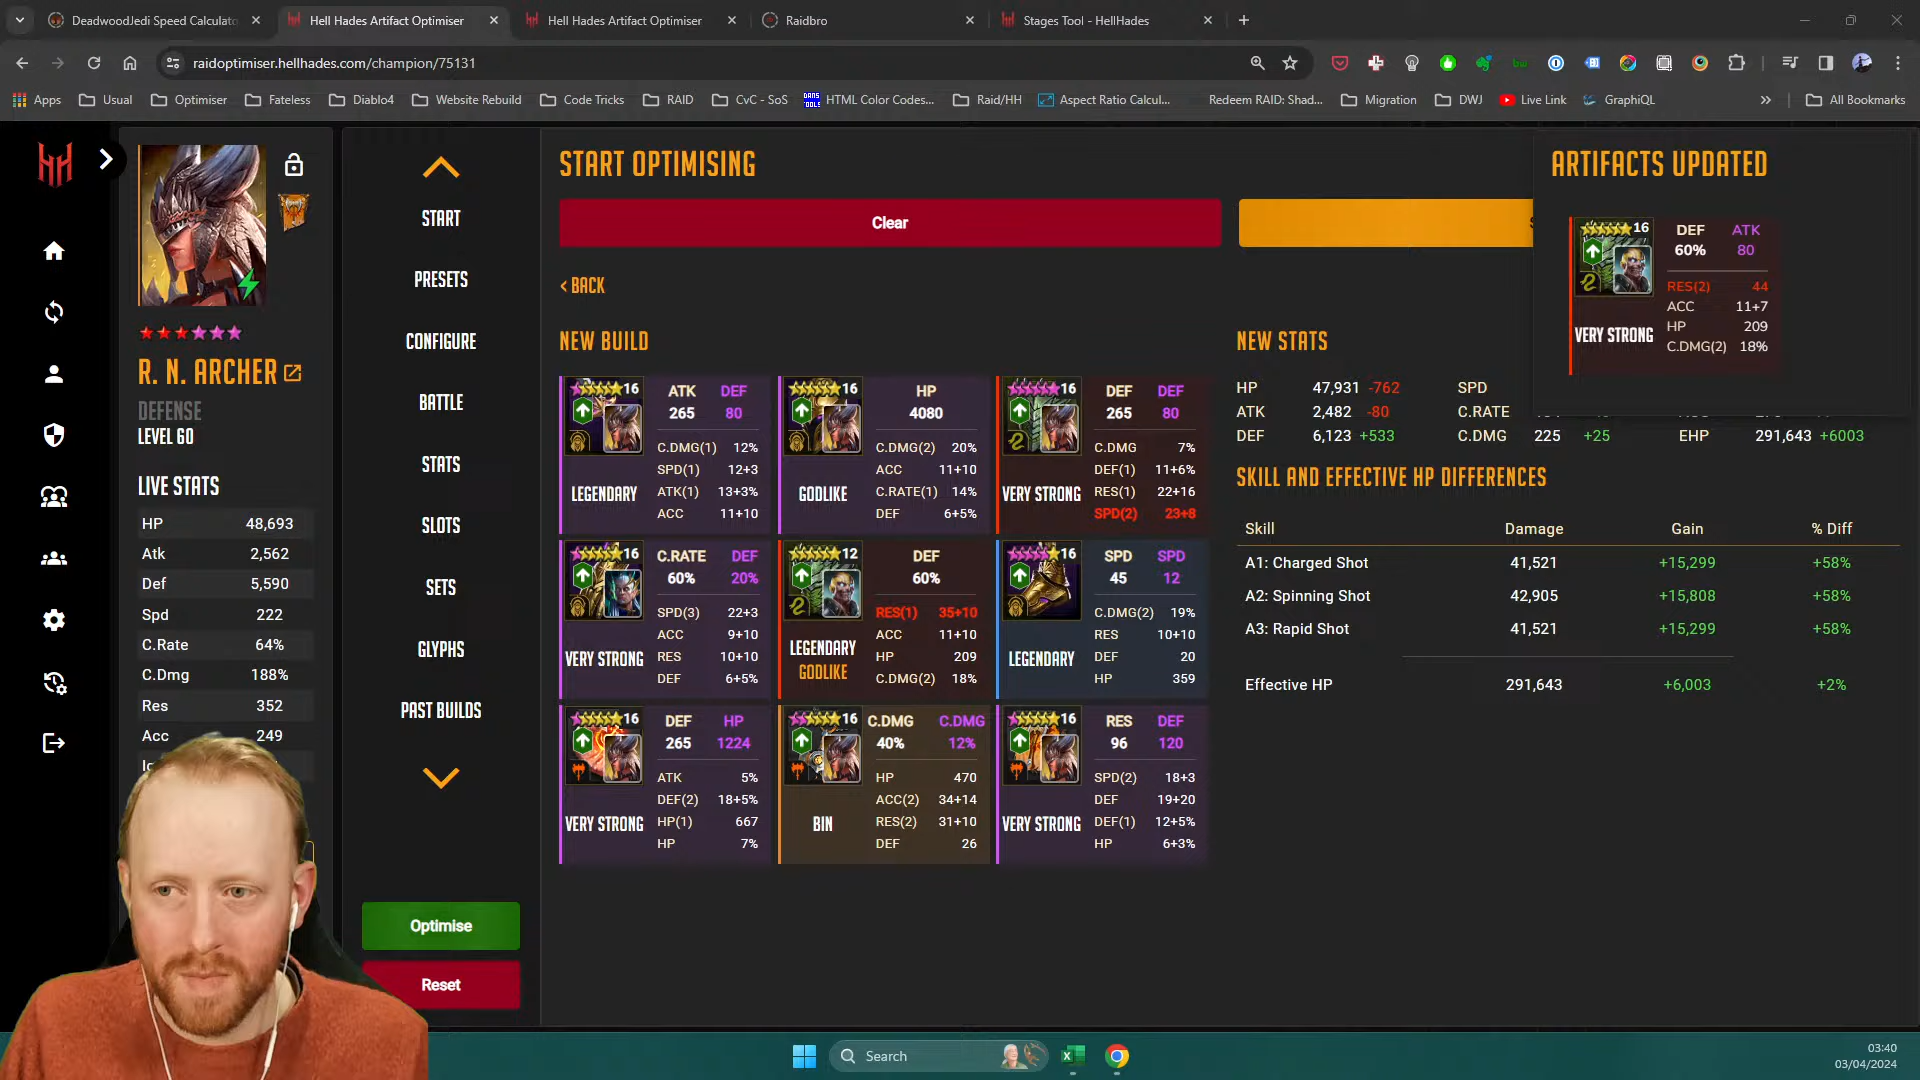 DeadwoodJedi Speed Calculato
Hell Hades Artifact Optimiser
Hell Hades Artifact Optimiser
Raidbro
Stages Tool - HellHades
raidoptimiser.hellhades.com/champion/75131
Apps
Usual
Optimiser
Fateless
Diablo4
Website Rebuild
Code Tricks
RAID
CvC - SoS
HTML Color Codes...
Raid/HH
Aspect Ratio Calcul...
Redeem RAID: Shad...
Migration
DWJ
Live Link
GraphiQL
All Bookmarks
R. N. ARCHER
DEFENSE
LEVEL 60
LIVE STATS
HP 48,693
Atk 2,562
Def 5,590
Spd 222
C.Rate 64%
C.Dmg 188%
Res 352
Acc 249
START
PRESETS
CONFIGURE
BATTLE
STATS
SLOTS
SETS
GLYPHS
PAST BUILDS
Optimise
Reset
START OPTIMISING
Clear
< BACK
NEW BUILD
16 ATK DEF
265 80
C.DMG(1) 12%
SPD(1) 12+3
ATK(1) 13+3%
ACC 11+10
LEGENDARY
16 HP
4080
C.DMG(2) 20%
ACC 11+10
C.RATE(1) 14%
DEF 6+5%
GODLIKE
16 DEF DEF
265 80
C.DMG 7%
DEF(1) 11+6%
RES(1) 22+16
SPD(2) 23+8
VERY STRONG
16 C.RATE DEF
60% 20%
SPD(3) 22+3
ACC 9+10
RES 10+10
DEF 6+5%
VERY STRONG
12 DEF
60%
RES(1) 35+10
ACC 11+10
HP 209
C.DMG(2) 18%
LEGENDARY
GODLIKE
16 SPD SPD
45 12
C.DMG(2) 19%
RES 10+10
DEF 20
HP 359
LEGENDARY
16 DEF HP
265 1224
ATK 5%
DEF(2) 18+5%
HP(1) 667
HP 7%
VERY STRONG
16 C.DMG C.DMG
40% 12%
HP 470
ACC(2) 34+14
RES(2) 31+10
DEF 26
BIN
16 RES DEF
96 120
SPD(2) 18+3
DEF 19+20
DEF(1) 12+5%
HP 6+3%
VERY STRONG
NEW STATS
HP 47,931 -762 SPD
ATK 2,482 -80 C.RATE
DEF 6,123 +533 C.DMG 225 +25 EHP 291,643 +6003
SKILL AND EFFECTIVE HP DIFFERENCES
Skill Damage Gain % Diff
A1: Charged Shot 41,521 +15,299 +58%
A2: Spinning Shot 42,905 +15,808 +58%
A3: Rapid Shot 41,521 +15,299 +58%
Effective HP 291,643 +6,003 +2%
ARTIFACTS UPDATED
16 DEF ATK
60% 80
RES(2) 44
ACC 11+7
HP 209
C.DMG(2) 18%
VERY STRONG
Search
03:40
03/04/2024